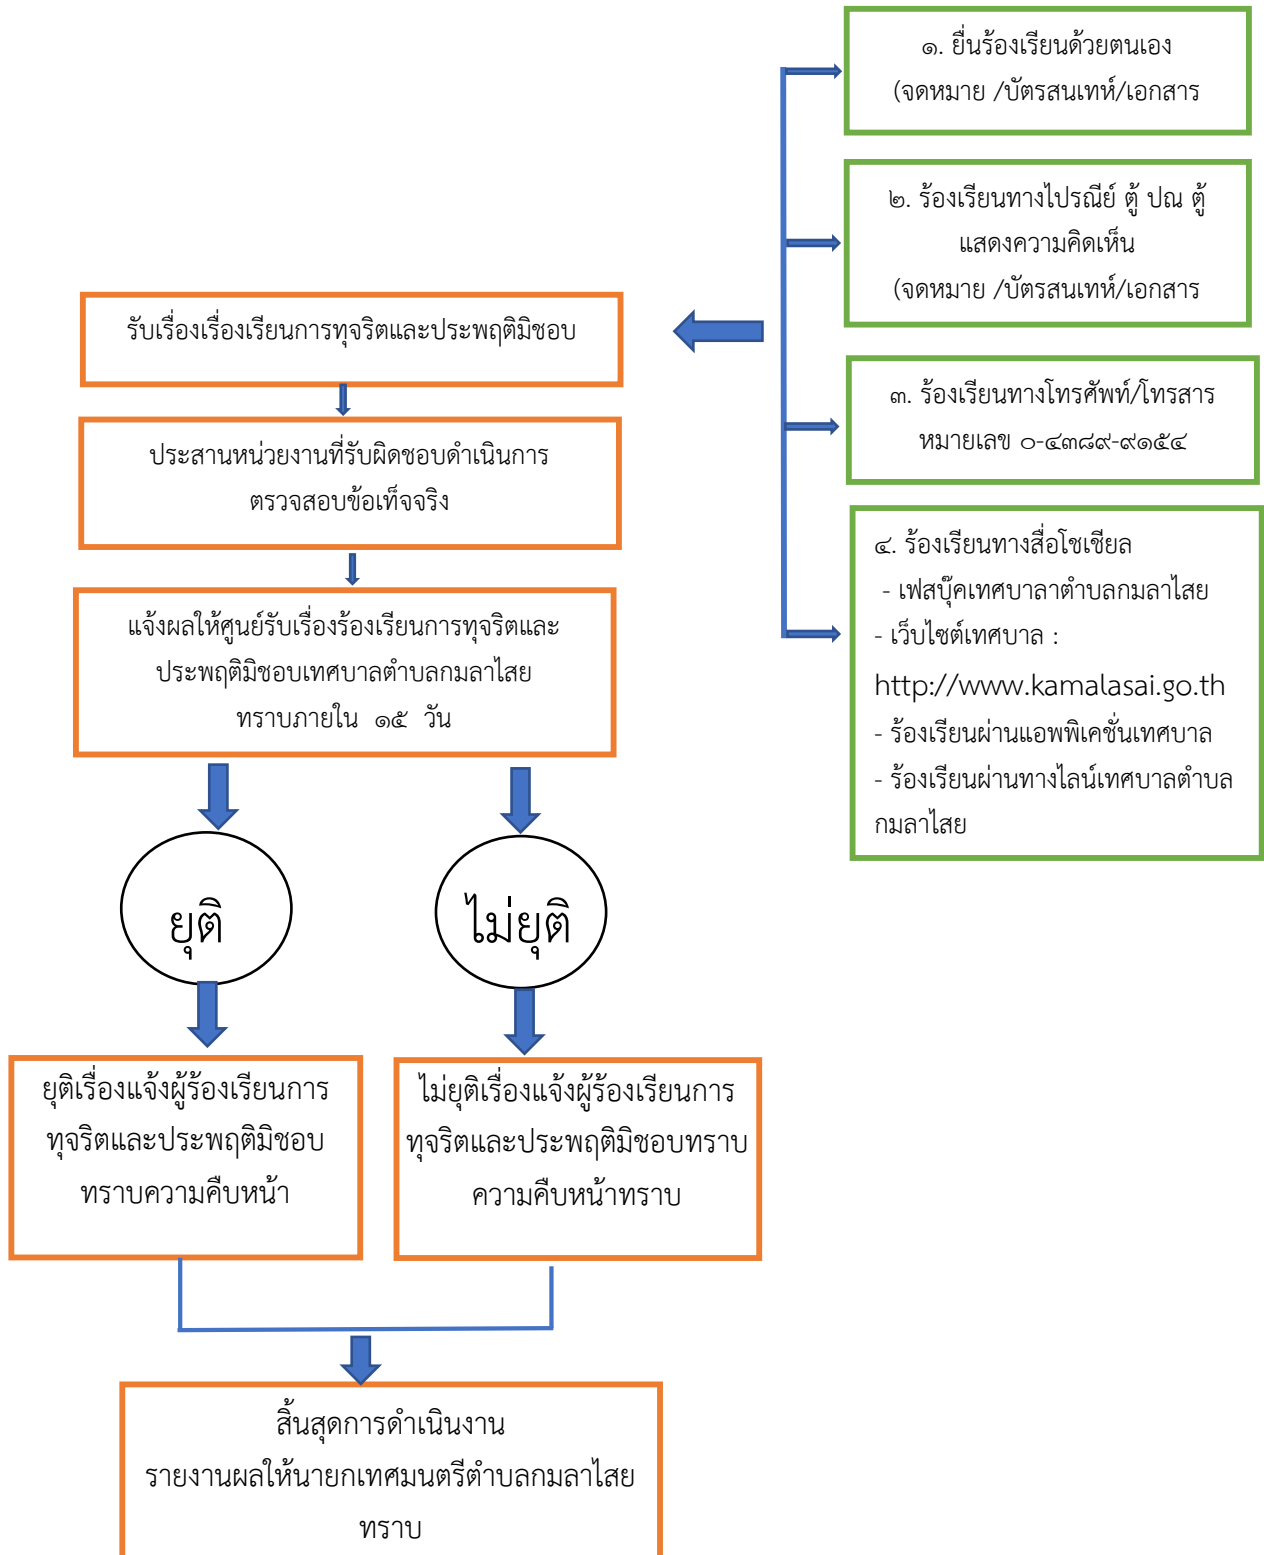 ๑. ยื่นร้องเรียนด้วยตนเอง
(จดหมาย /บัตรสนเทห์/เอกสาร
๒. ร้องเรียนทางไปรณีย์ ตู้ ปณ ตู้
แสดงความคิดเห็น
(จดหมาย /บัตรสนเทห์/เอกสาร
๓. ร้องเรียนทางโทรศัพท์/โทรสาร
หมายเลข ๐-๔๓๘๙-๙๑๕๔
๔. ร้องเรียนทางสื่อโชเชียล
- เฟสบุ๊คเทศบาลาตำบลกมลาไสย
- เว็บไซต์เทศบาล :
http://www.kamalasai.go.th
- ร้องเรียนผ่านแอพพิเคชั่นเทศบาล
- ร้องเรียนผ่านทางไลน์เทศบาลตำบล
กมลาไสย
รับเรื่องเรื่องเรียนการทุจริตและประพฤติมิชอบ
ประสานหน่วยงานที่รับผิดชอบดำเนินการ
ตรวจสอบข้อเท็จจริง
แจ้งผลให้ศูนย์รับเรื่องร้องเรียนการทุจริตและ
ประพฤติมิชอบเทศบาลตำบลกมลาไสย
ทราบภายใน ๑๕ วัน
ยุติ
ไม่ยุติ
ยุติเรื่องแจ้งผู้ร้องเรียนการ
ทุจริตและประพฤติมิชอบ
ทราบความคืบหน้า
ไม่ยุติเรื่องแจ้งผู้ร้องเรียนการ
ทุจริตและประพฤติมิชอบทราบ
ความคืบหน้าทราบ
สิ้นสุดการดำเนินงาน
รายงานผลให้นายกเทศมนตรีตำบลกมลาไสย
ทราบ